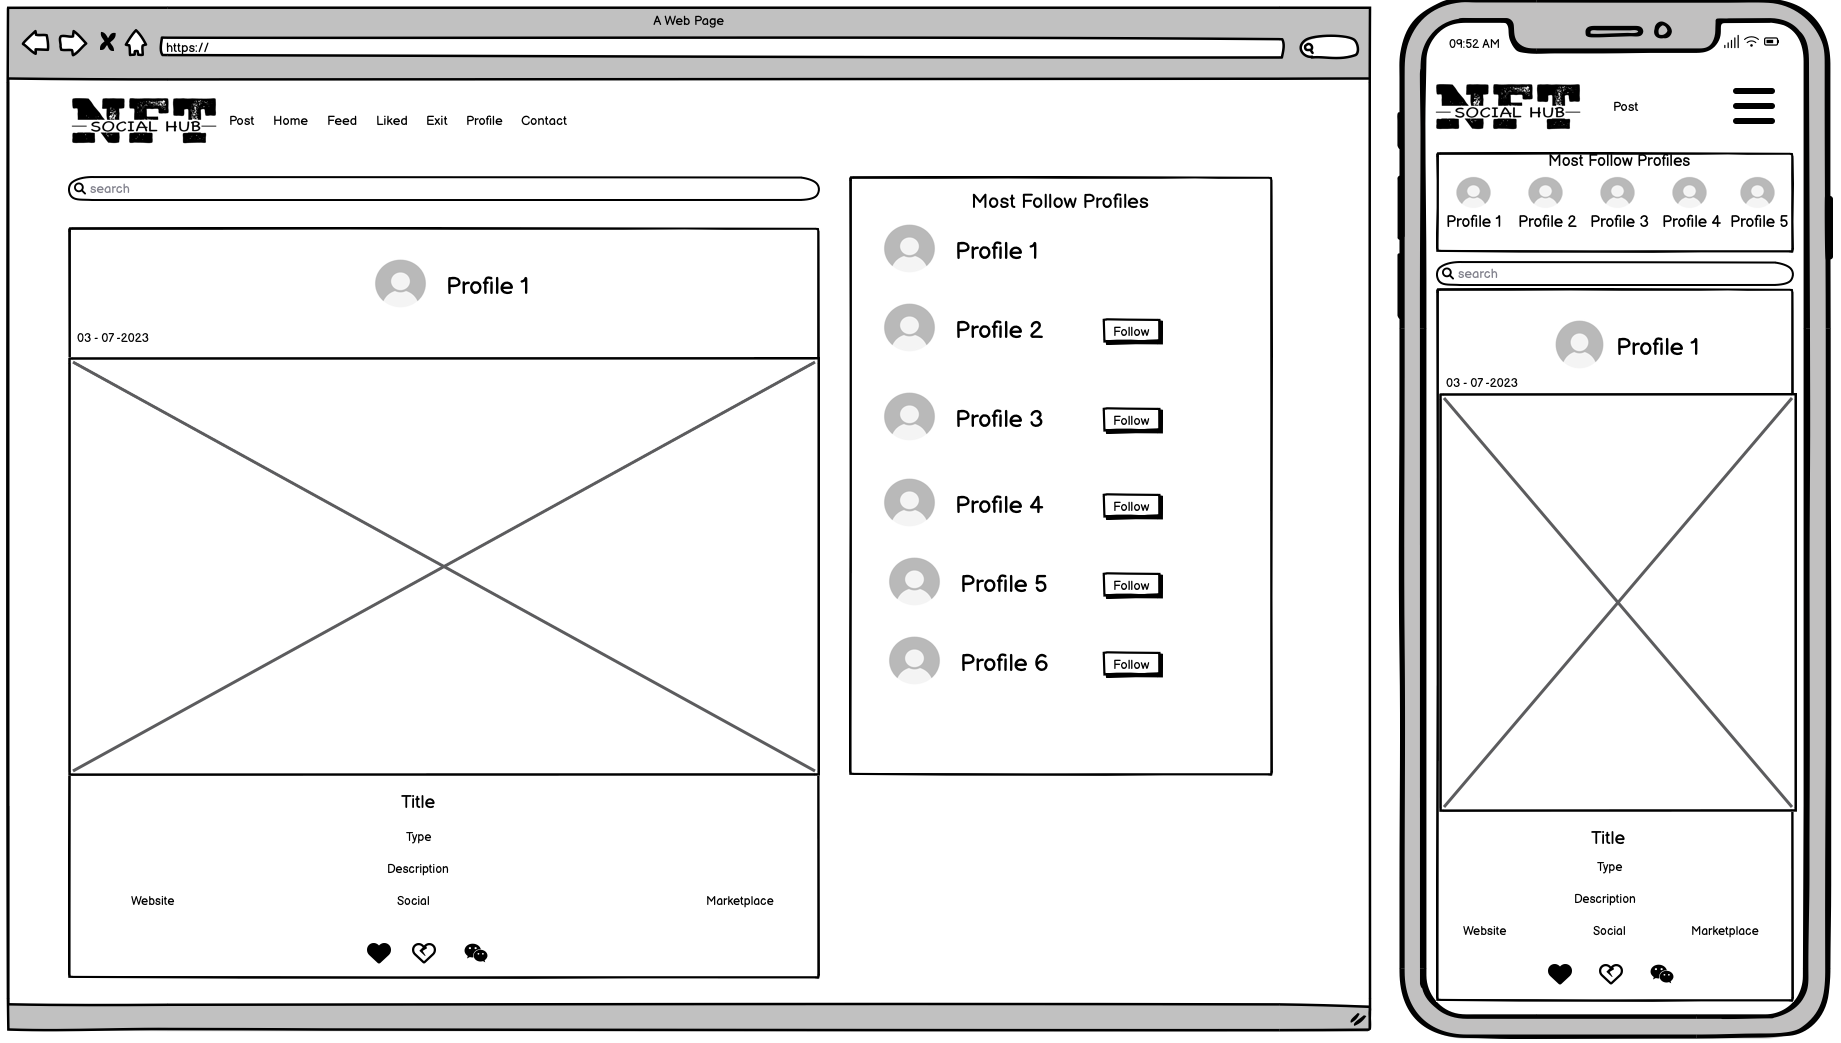 A Web Page
https://
NFT
SOCIAL HUB
Post Home Feed Liked Exit Profile Contact
search
Profile 1
03 - 07 -2023
Title
Type
Description
Website Social Marketplace
Most Follow Profiles
Profile 1
Profile 2 Follow
Profile 3 Follow
Profile 4 Follow
Profile 5 Follow
Profile 6 Follow
09:52 AM
NFT
SOCIAL HUB
Post
Most Follow Profiles
Profile 1 Profile 2 Profile 3 Profile 4 Profile 5
search
Profile 1
03 - 07 -2023
Title
Type
Description
Website Social Marketplace